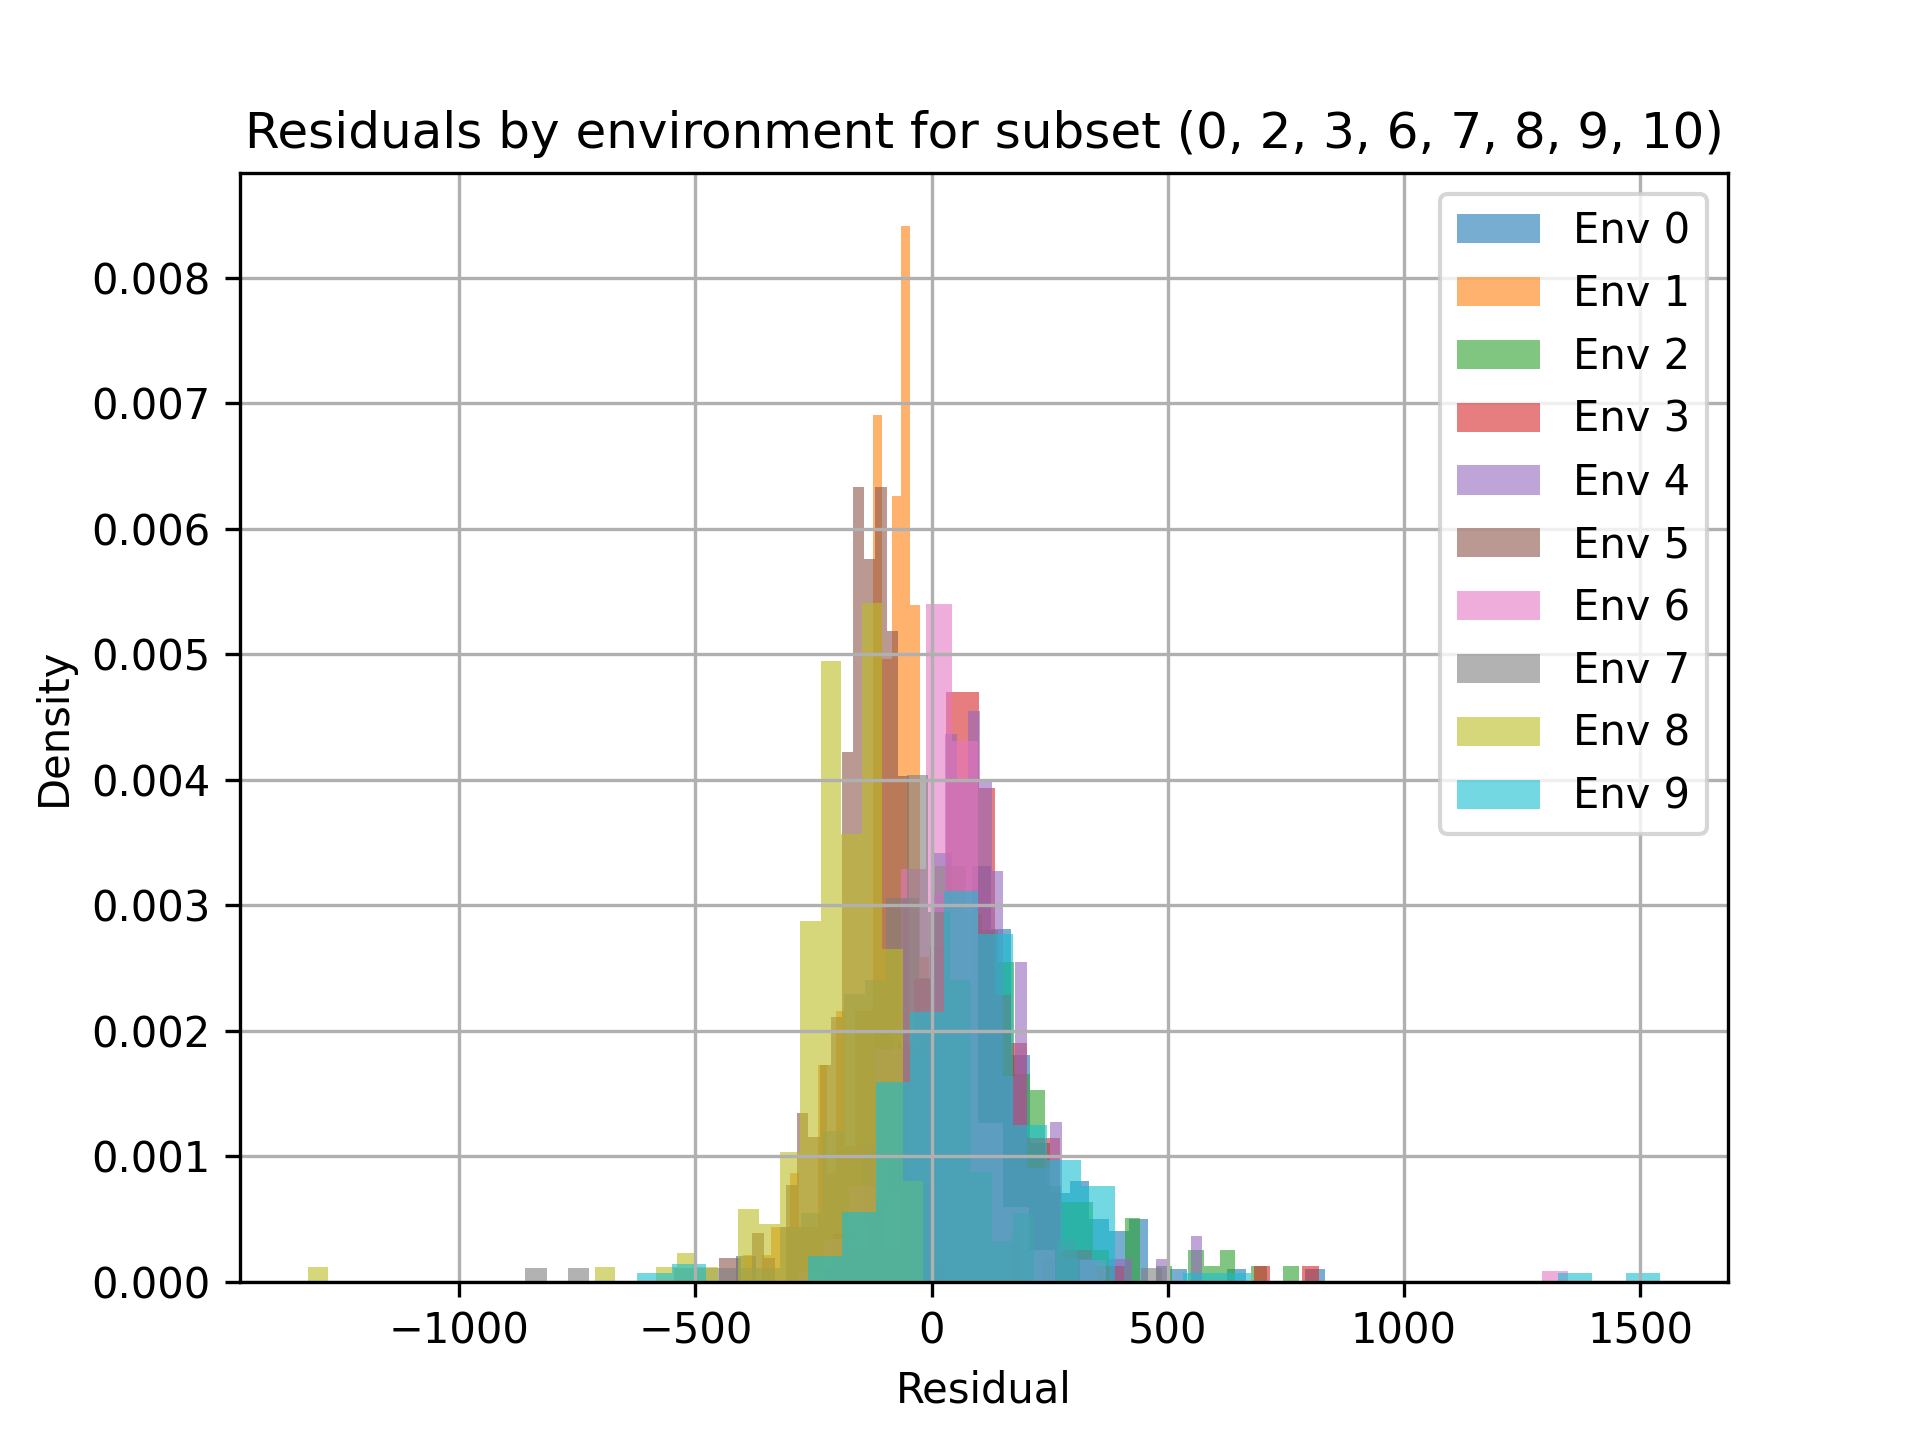 Residuals by environment for subset (0, 2, 3, 6, 7, 8, 9, 10)
Env 0
Env 1
Env 2
Env 3
Env 4
Env 5
Env 6
Env 7
Env 8
Env 9
0.008
0.007
0.006
0.005
0.004
0.003
0.002
0.001
0.000
Density
−1000 −500 0 500 1000 1500
Residual